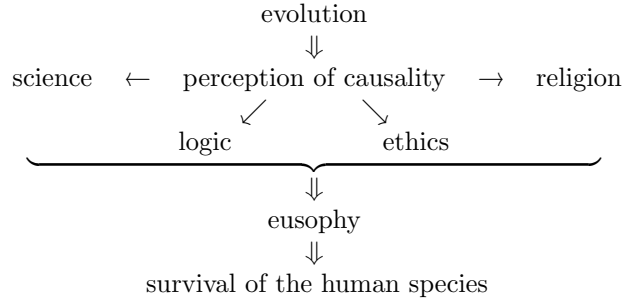 evolution
⇓
science ← perception of causality → religion
↙ ↘
logic ethics
⇓
eusophy
⇓
survival of the human species